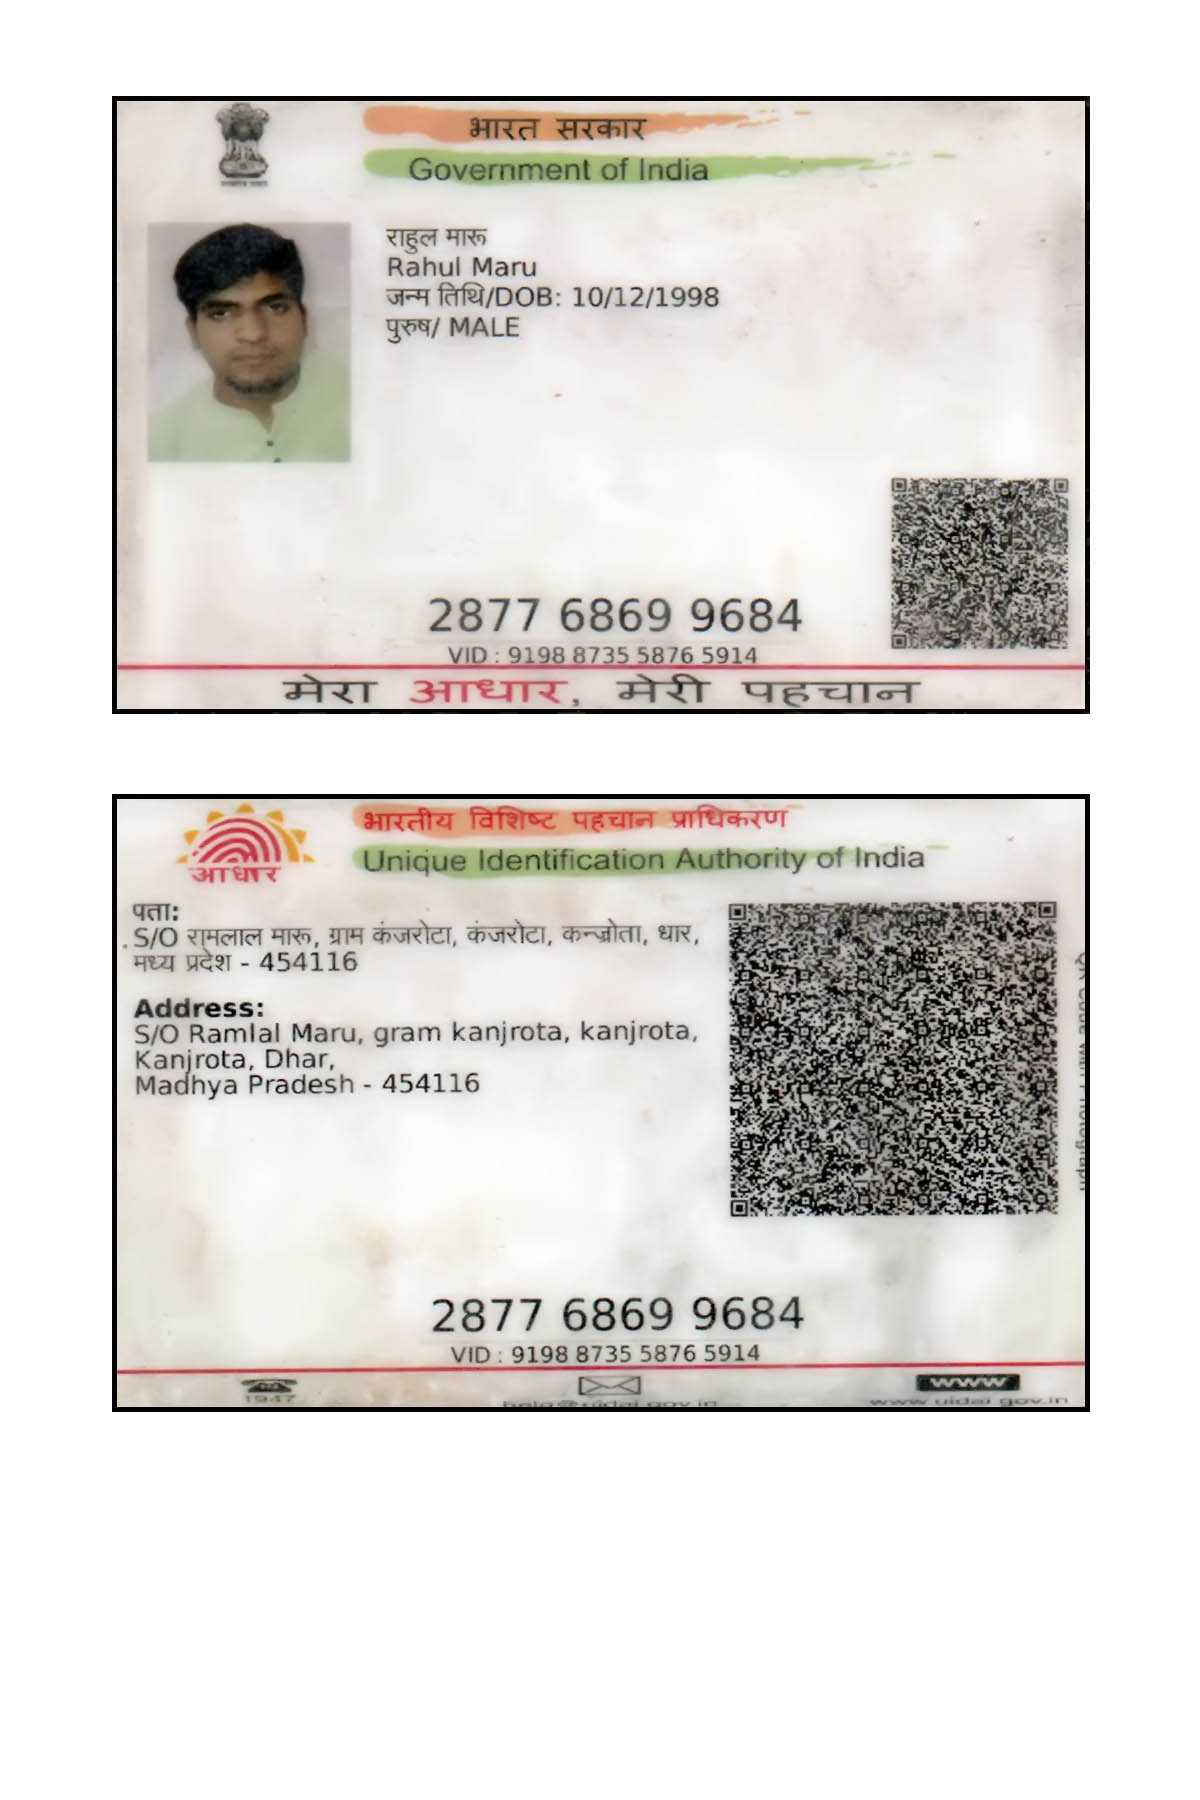 भारत सरकार
Government of India
राहुल मारू
Rahul Maru
जन्म तिथि/DOB: 10/12/1998
पुरुष/ MALE
2877 6869 9684
VID : 9198 8735 5876 5914
मेरा आधार, मेरी पहचान
आधार
भारतीय विशिष्ट पहचान प्राधिकरण
Unique Identification Authority of India
पता:
S/O रामलाल मारू, ग्राम कंजरोटा, कंजरोटा, कन्जोता, धार,
मध्य प्रदेश - 454116
Address:
S/O Ramlal Maru, gram kanjrota, kanjrota,
Kanjrota, Dhar,
Madhya Pradesh - 454116
2877 6869 9684
VID : 9198 8735 5876 5914
1947
help@uidai.gov.in
WWW
www.uidai.gov.in